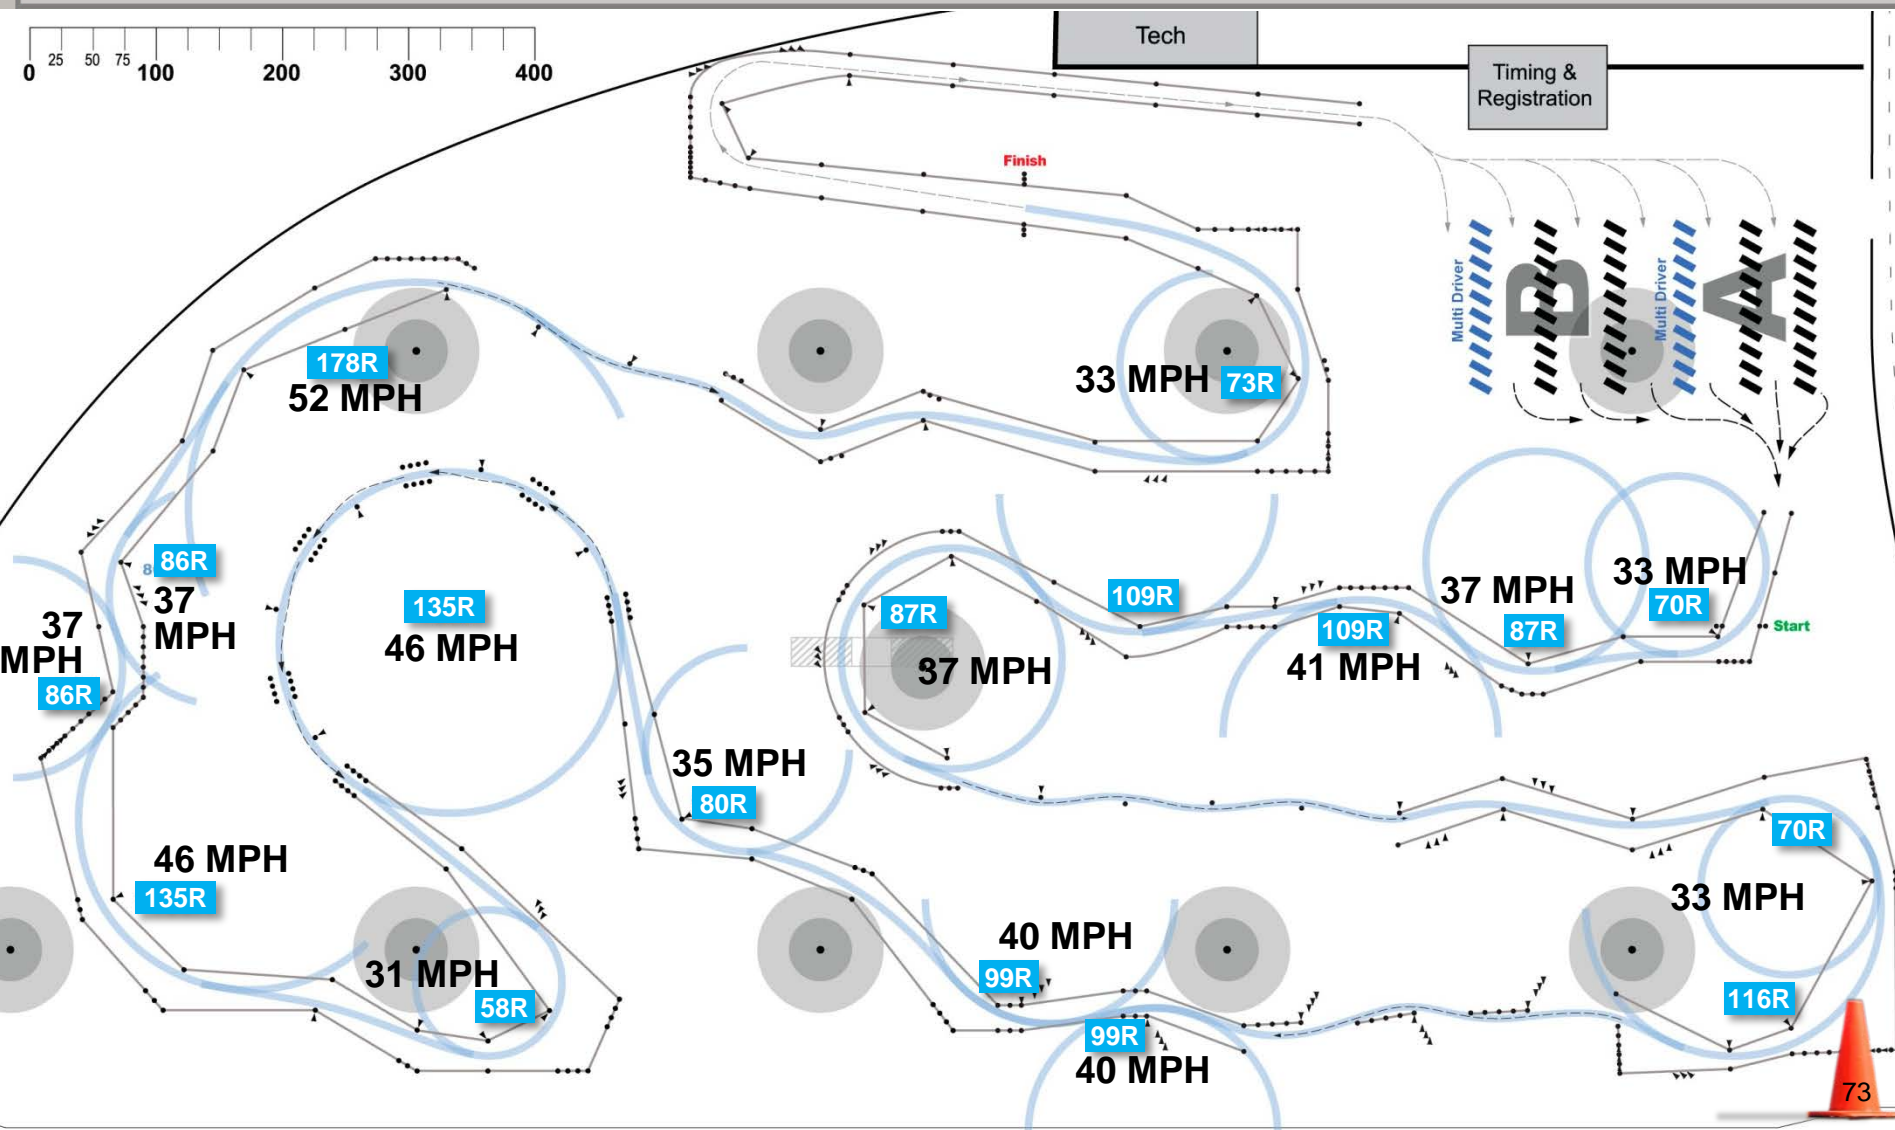 Tech
Timing &
Registration
0 25 50 75 100 200 300 400
Finish
Multi Driver
B
Multi Driver
A
178R
52 MPH
33 MPH 73R
86R
37
MPH
37
MPH
86R
135R
46 MPH
87R
37 MPH
109R
109R
41 MPH
37 MPH
87R
33 MPH
70R
Start
35 MPH
80R
46 MPH
135R
31 MPH
58R
40 MPH
99R
99R
40 MPH
70R
33 MPH
116R
73